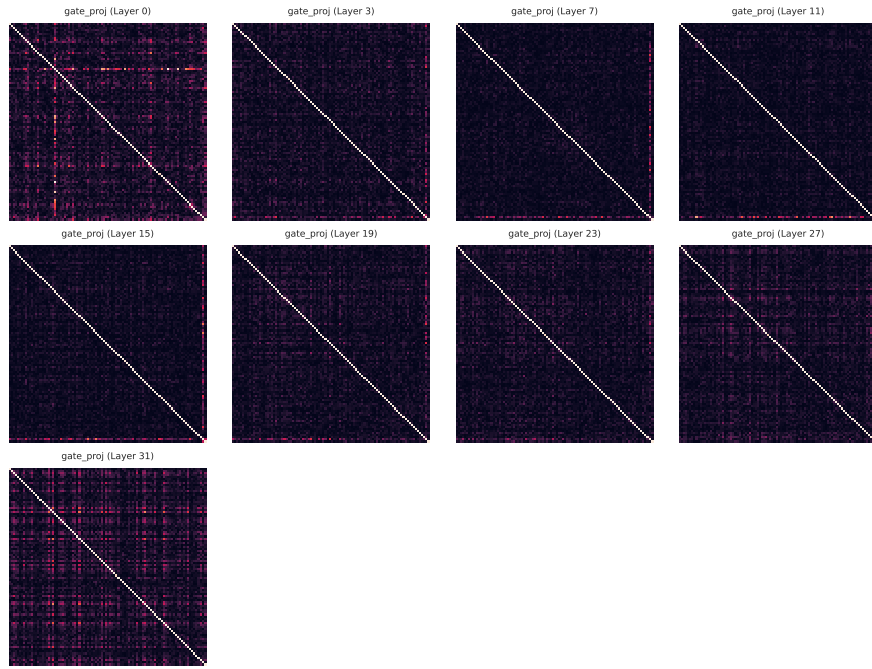 gate_proj (Layer 0)
gate_proj (Layer 3)
gate_proj (Layer 7)
gate_proj (Layer 11)
gate_proj (Layer 15)
gate_proj (Layer 19)
gate_proj (Layer 23)
gate_proj (Layer 27)
gate_proj (Layer 31)